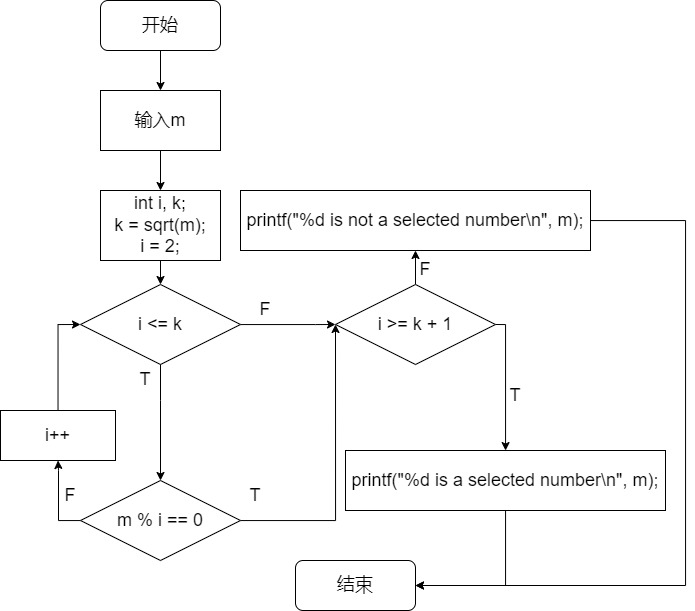 开始
输入m
int i, k;
k = sqrt(m);
i = 2;
printf("%d is not a selected number\n", m);
F
i <= k
F
i >= k + 1
T
T
i++
printf("%d is a selected number\n", m);
F
m % i == 0
T
结束